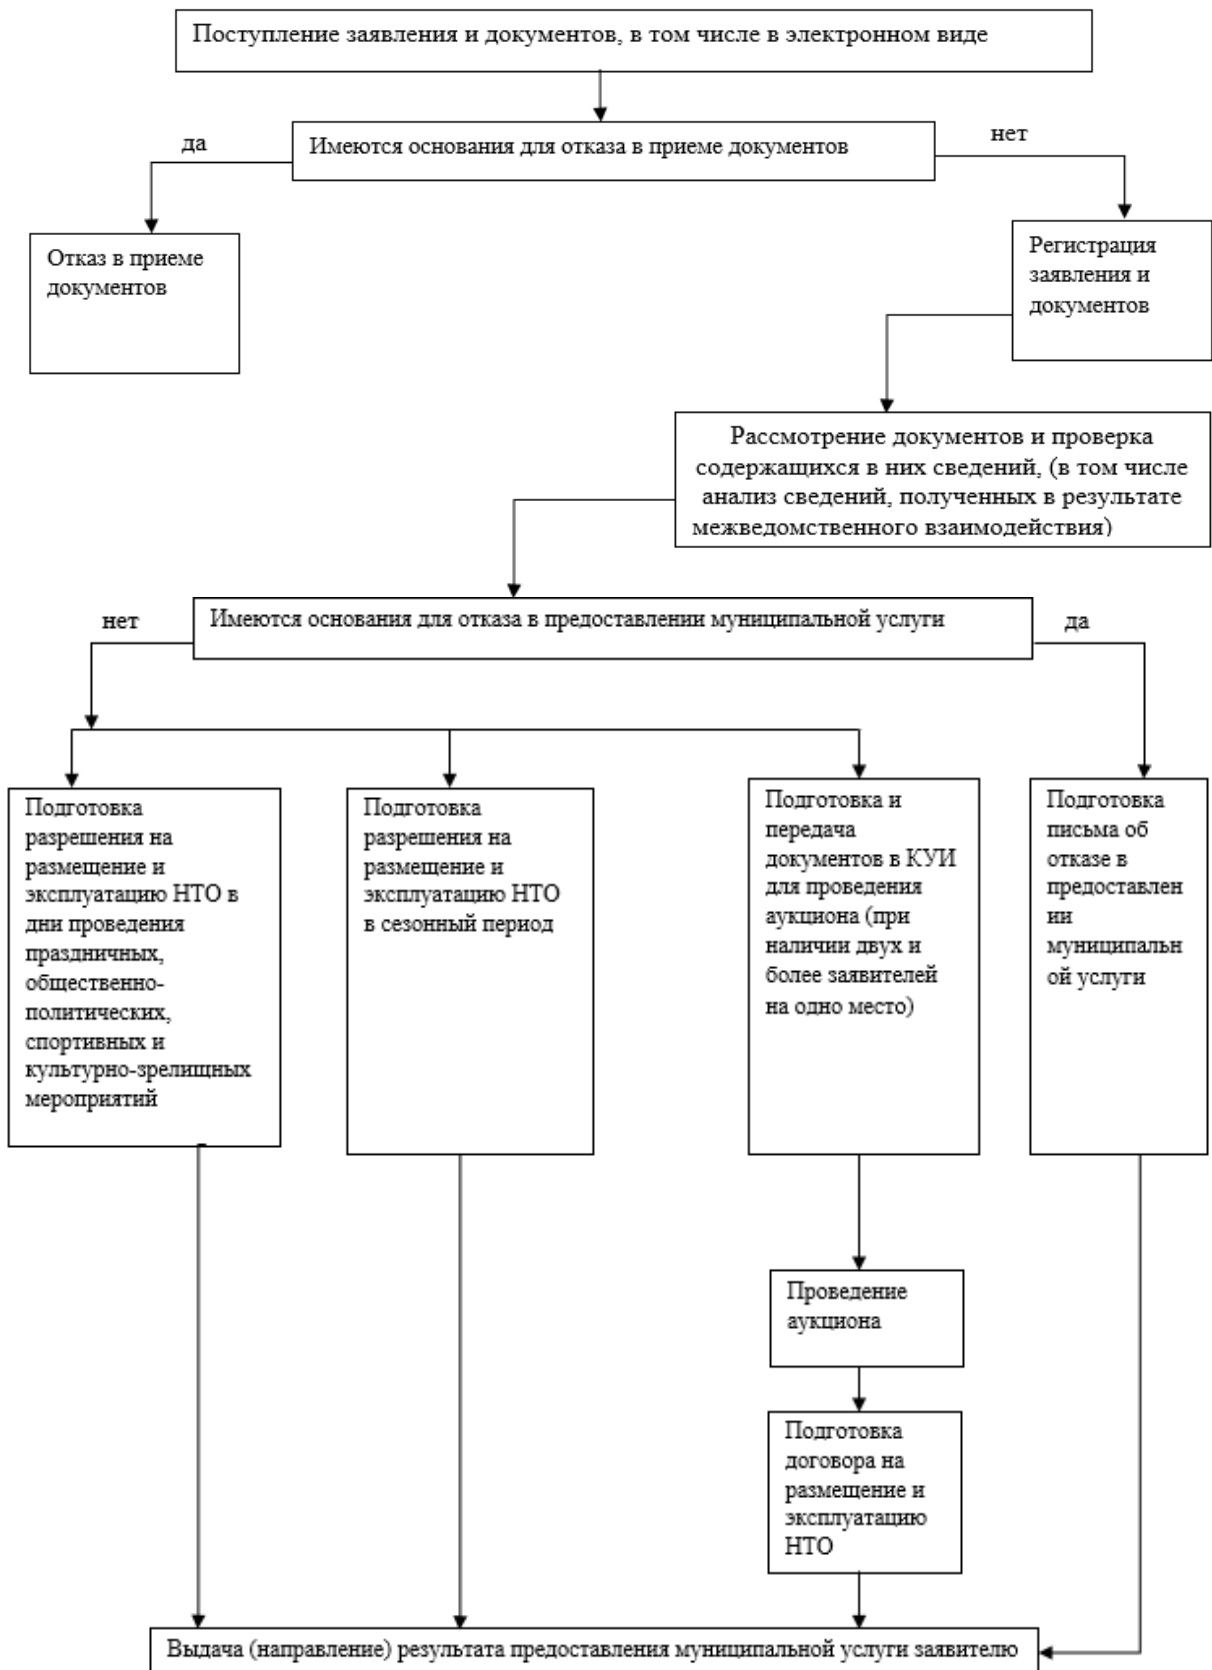 Поступление заявления и документов, в том числе в электронном виде
да
Имеются основания для отказа в приеме документов
нет
Отказ в приеме
документов
Регистрация
заявления и
документов
Рассмотрение документов и проверка
содержащихся в них сведений, (в том числе
анализ сведений, полученных в результате
межведомственного взаимодействия)
нет
Имеются основания для отказа в предоставлении муниципальной услуги
да
Подготовка
разрешения на
размещение и
эксплуатацию НТО в
дни проведения
праздничных,
общественно-
политических,
спортивных и
культурно-зрелищных
мероприятий
Подготовка
разрешения на
размещение и
эксплуатацию НТО
в сезонный период
Подготовка и
передача
документов в КУИ
для проведения
аукциона (при
наличии двух и
более заявителей
на одно место)
Подготовка
письма об
отказе в
предоставлен
ии
муниципальн
ой услуги
Проведение
аукциона
Подготовка
договора на
размещение и
эксплуатацию
НТО
Выдача (направление) результата предоставления муниципальной услуги заявителю